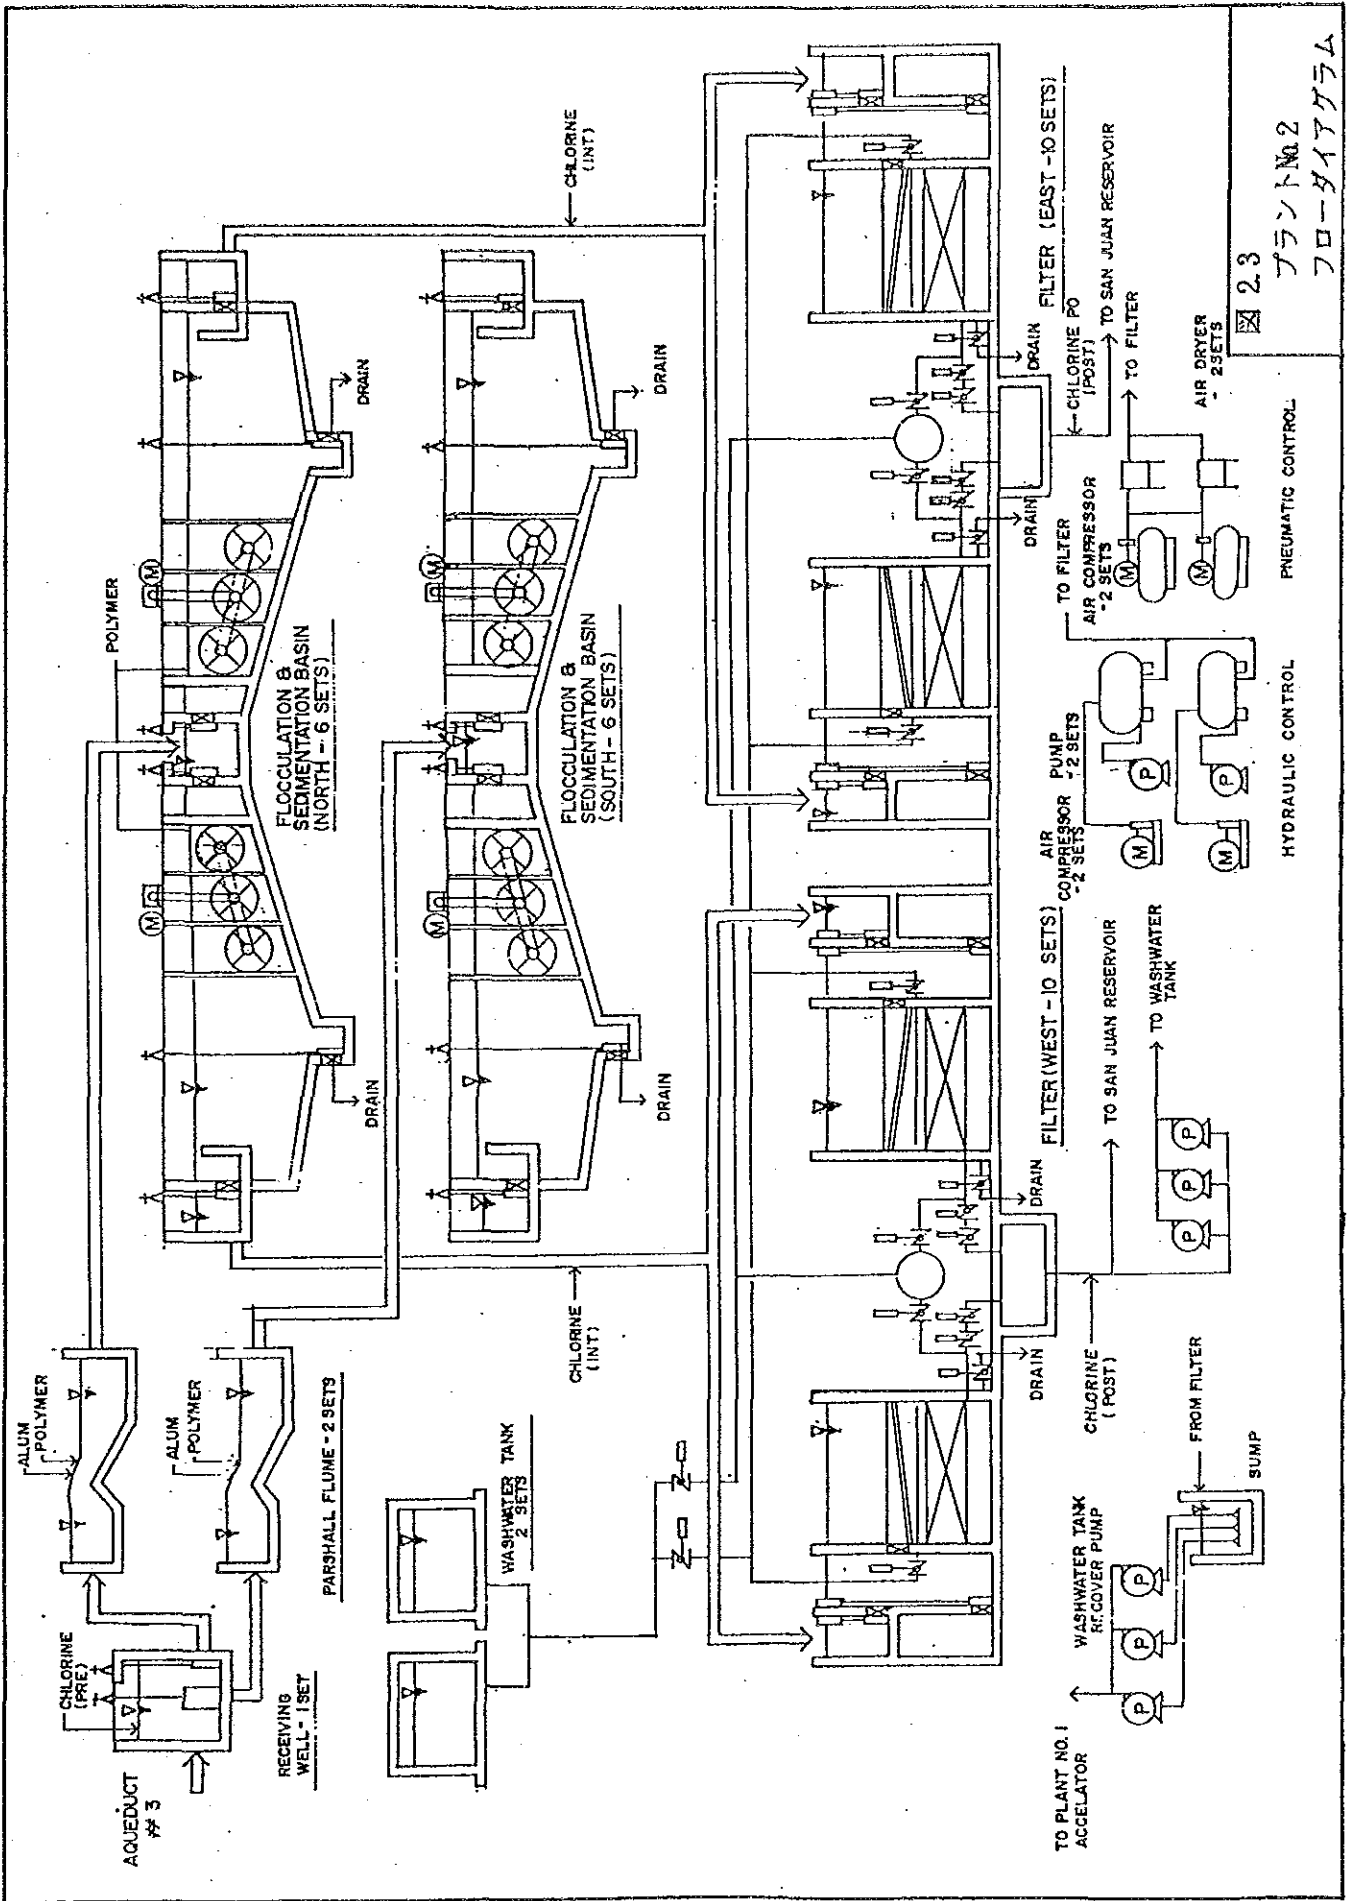 AQUEDUCT
# 3
CHLORINE
(PRE)
RECEIVING
WELL - 1 SET
ALUM
POLYMER
ALUM
POLYMER
PARSHALL FLUME - 2 SETS
WASHWATER TANK
2 SETS
POLYMER
FLOCCULATION &
SEDIMENTATION BASIN
(NORTH - 6 SETS)
M
M
DRAIN
DRAIN
FLOCCULATION &
SEDIMENTATION BASIN
(SOUTH - 6 SETS)
M
M
DRAIN
DRAIN
CHLORINE
(INT)
CHLORINE
(INT)
FILTER (WEST - 10 SETS)
DRAIN
DRAIN
CHLORINE
(POST)
TO SAN JUAN RESERVOIR
TO WASHWATER
TANK
P
P
P
FILTER (EAST - 10 SETS)
DRAIN
DRAIN
CHLORINE PO
(POST)
TO SAN JUAN RESERVOIR
TO PLANT NO. 1
ACCELATOR
WASHWATER TANK
RECOVER PUMP
P
P
P
FROM FILTER
SUMP
AIR
COMPRESSOR
- 2 SETS
PUMP
- 2 SETS
TO FILTER
M
P
M
P
HYDRAULIC CONTROL
AIR COMPRESSOR
- 2 SETS
TO FILTER
AIR DRYER
- 2SETS
M
M
PNEUMATIC CONTROL
図 2.3
プラント№2
フローダイアグラム